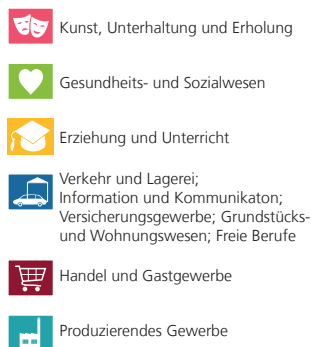 Kunst, Unterhaltung und Erholung
Gesundheits- und Sozialwesen
Erziehung und Unterricht
Verkehr und Lagerei;
Information und Kommunikaton;
Versicherungsgewerbe; Grundstücks-
und Wohnungswesen; Freie Berufe
Handel und Gastgewerbe
Produzierendes Gewerbe